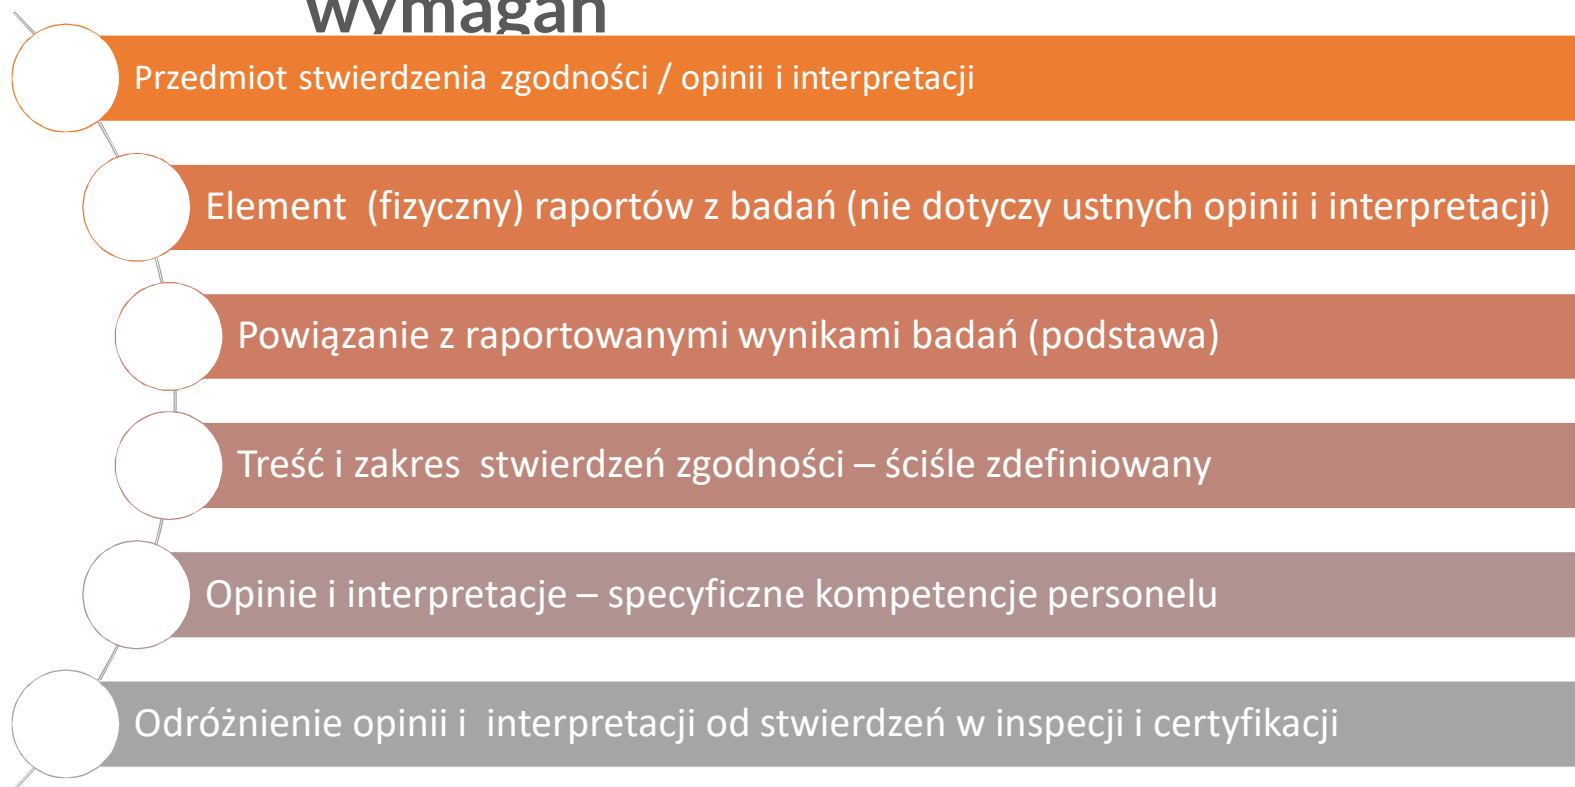 wymagań
Przedmiot stwierdzenia zgodności / opinii i interpretacji
Element (fizyczny) raportów z badań (nie dotyczy ustnych opinii i interpretacji)
Powiązanie z raportowanymi wynikami badań (podstawa)
Treść i zakres stwierdzeń zgodności – ściśle zdefiniowany
Opinie i interpretacje – specyficzne kompetencje personelu
Odróżnienie opinii i interpretacji od stwierdzeń w inspecji i certyfikacji